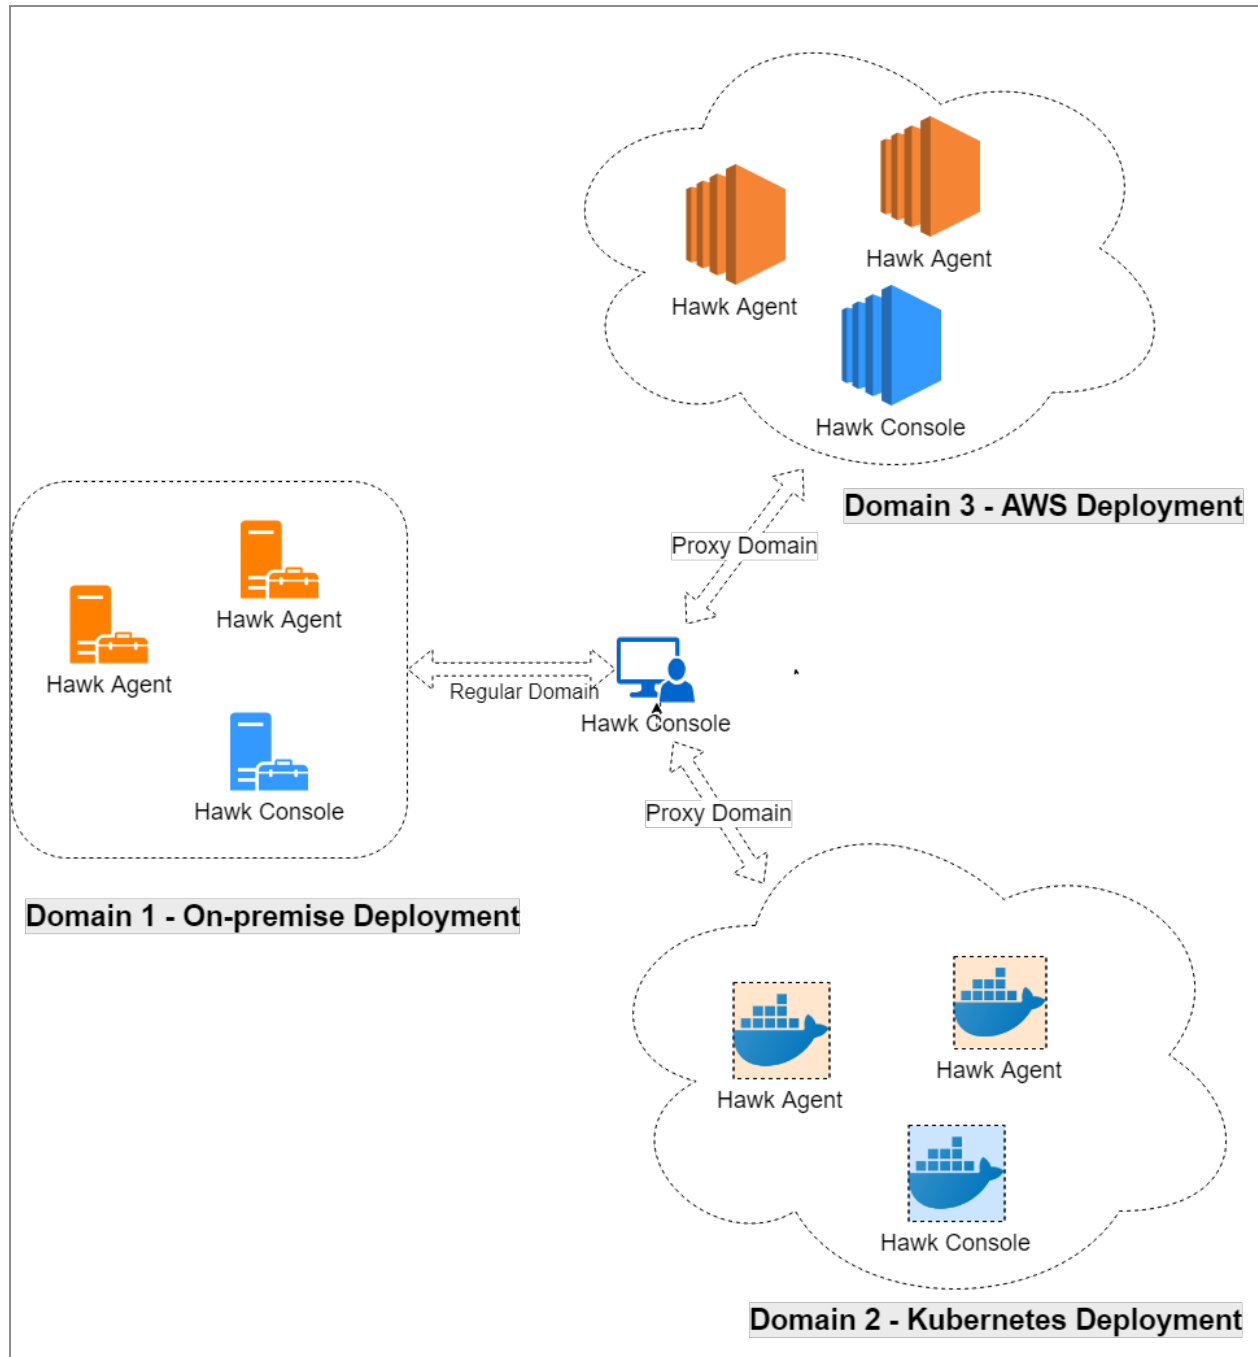 Hawk Agent
Hawk Agent
Hawk Console
Domain 3 - AWS Deployment
Proxy Domain
Hawk Agent
Hawk Agent
Hawk Console
Domain 1 - On-premise Deployment
Regular Domain
Hawk Console
Proxy Domain
Hawk Agent
Hawk Agent
Hawk Console
Domain 2 - Kubernetes Deployment